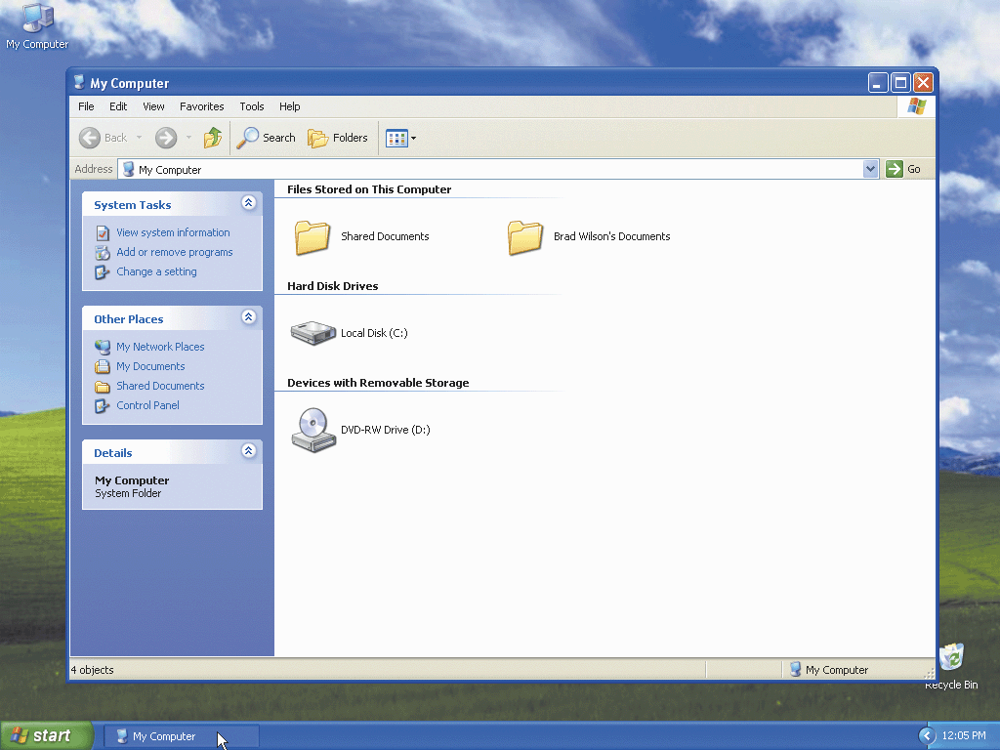 My Computer
My Computer
File Edit View Favorites Tools Help
Back Search Folders
Address My Computer Go
System Tasks
View system information
Add or remove programs
Change a setting
Other Places
My Network Places
My Documents
Shared Documents
Control Panel
Details
My Computer
System Folder
Files Stored on This Computer
Shared Documents Brad Wilson's Documents
Hard Disk Drives
Local Disk (C:)
Devices with Removable Storage
DVD-RW Drive (D:)
4 objects My Computer
Recycle Bin
start My Computer 12:05 PM